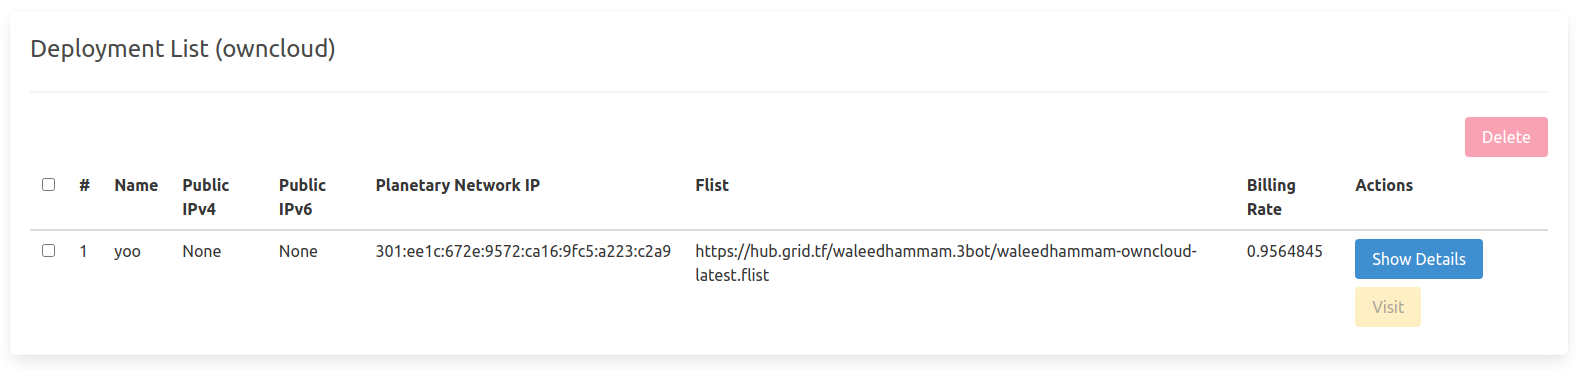 Deployment List (owncloud)
Delete
# Name Public IPv4 Public IPv6 Planetary Network IP Flist Billing Rate Actions
1 yoo None None 301:ee1c:672e:9572:ca16:9fc5:a223:c2a9 https://hub.grid.tf/waleedhammam.3bot/waleedhammam-owncloud-latest.flist 0.9564845 Show Details
Visit